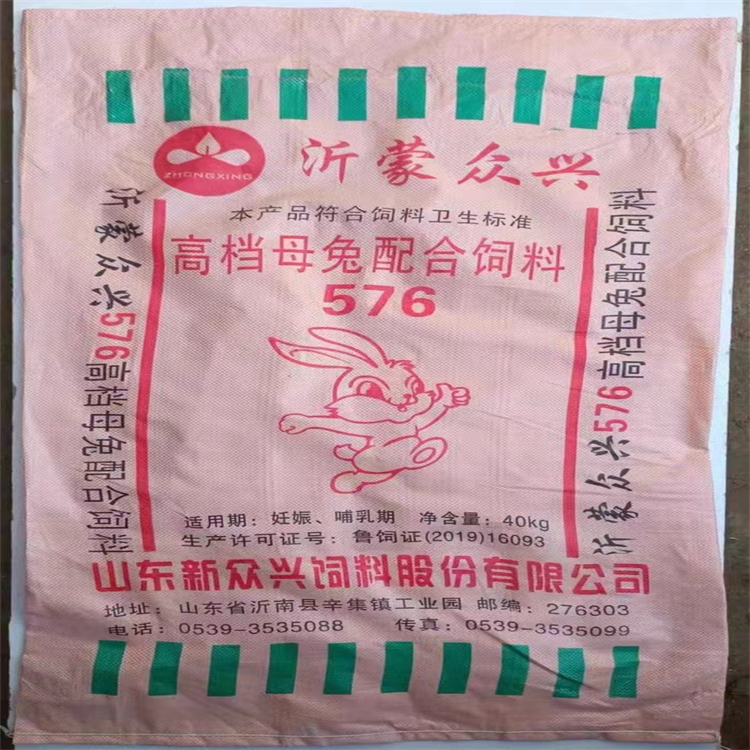 ZHONGXING
沂蒙众兴
本产品符合饲料卫生标准
高档母兔配合饲料
576
沂蒙众兴576高档母兔配合饲料
沂蒙众兴576高档母兔配合饲料
适用期：妊娠、哺乳期 净含量：40kg
生产许可证号：鲁饲证(2019)16093
山东新众兴饲料股份有限公司
地址：山东省沂南县辛集镇工业园 邮编：276303
电话：0539-3535088 传真：0539-3535099